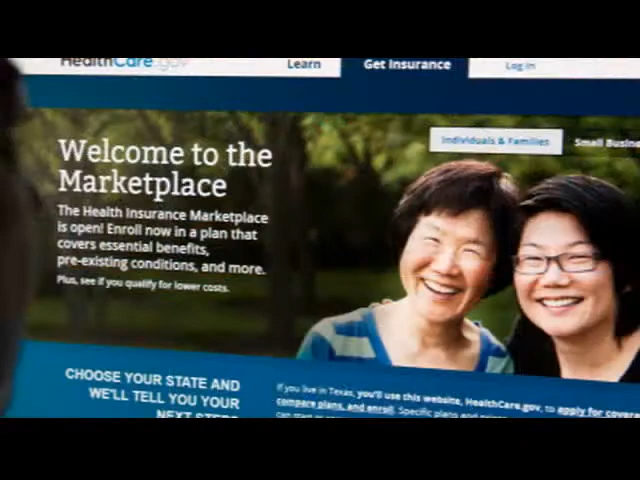 HealthCare.gov
Learn
Get Insurance
Log in
Individuals & Families
Small Busine
Welcome to the
Marketplace
The Health Insurance Marketplace
is open! Enroll now in a plan that
covers essential benefits,
pre-existing conditions, and more.
Plus, see if you qualify for lower costs.
CHOOSE YOUR STATE AND
WE'LL TELL YOU YOUR
NEXT STEPS
If you live in Texas, you'll use this website, HealthCare.gov, to apply for covera
compare plans, and enroll. Specific plans and